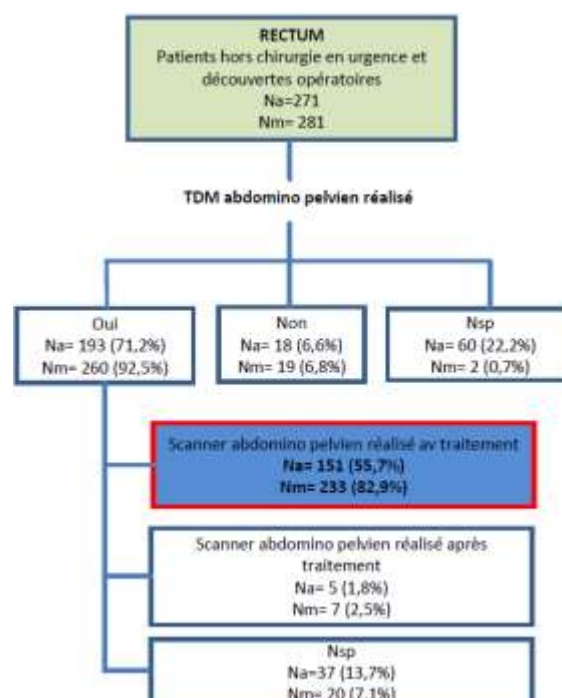 RECTUM
Patients hors chirurgie en urgence et
découvertes opératoires
Na=271
Nm= 281
TDM abdomino pelvien réalisé
Oui
Na= 193 (71,2%)
Nm= 260 (92,5%)
Non
Na= 18 (6,6%)
Nm= 19 (6,8%)
Nsp
Na= 60 (22,2%)
Nm= 2 (0,7%)
Scanner abdomino pelvien réalisé av traitement
Na= 151 (55,7%)
Nm= 233 (82,9%)
Scanner abdomino pelvien réalisé après
traitement
Na= 5 (1,8%)
Nm= 7 (2,5%)
Nsp
Na=37 (13,7%)
Nm= 20 (7,1%)